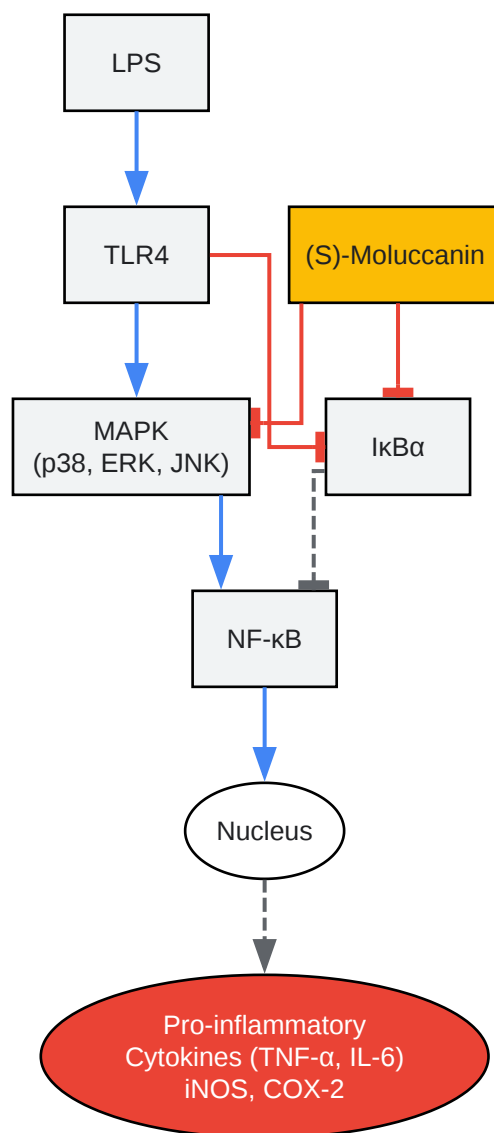 LPS
TLR4
(S)-Moluccanin
MAPK
(p38, ERK, JNK)
IκBα
NF-κB
Nucleus
Pro-inflammatory
Cytokines (TNF-α, IL-6)
iNOS, COX-2